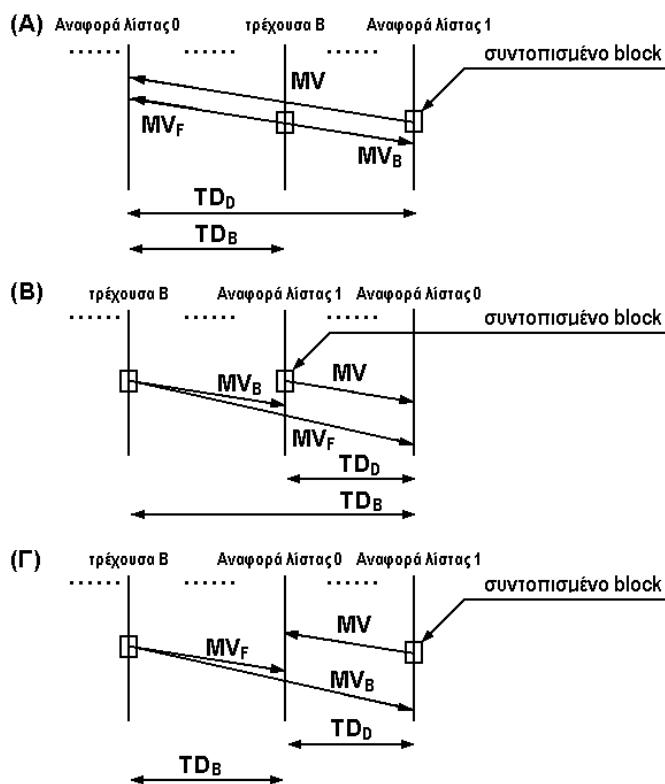 (Α)
Αναφορά λίστας 0 τρέχουσα Β Αναφορά λίστας 1
συντοπισμένο block
MV
MVF MVB
TDD
TDB
(Β)
τρέχουσα Β Αναφορά λίστας 1 Αναφορά λίστας 0
συντοπισμένο block
MVB MV
MVF
TDD
TDB
(Γ)
τρέχουσα Β Αναφορά λίστας 0 Αναφορά λίστας 1
συντοπισμένο block
MV
MVF
MVB
TDD
TDB